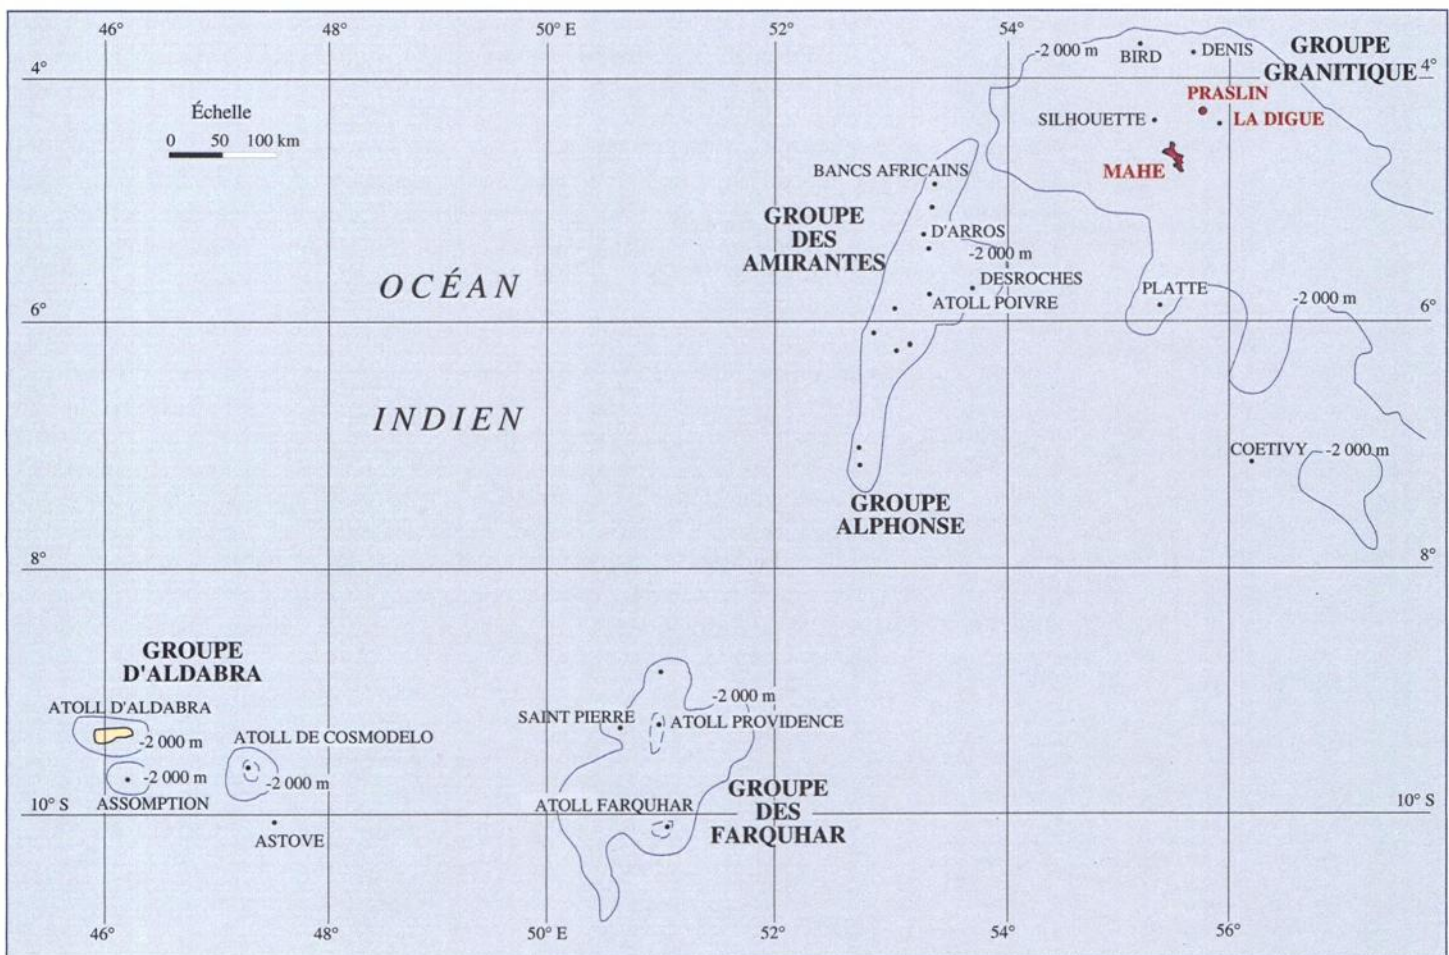 46°
48°
50° E
52°
54°
56°
4°
4°
Échelle
0 50 100 km
-2 000 m
BIRD
DENIS
GROUPE
GRANITIQUE
PRASLIN
LA DIGUE
SILHOUETTE
MAHE
BANCS AFRICAINS
GROUPE
DES
AMIRANTES
D'ARROS
-2 000 m
DESROCHES
ATOLL POIVRE
PLATTE
-2 000 m
OCÉAN
INDIEN
6°
6°
COETIVY
-2 000 m
GROUPE
ALPHONSE
8°
8°
GROUPE
D'ALDABRA
ATOLL D'ALDABRA
-2 000 m
ATOLL DE COSMODELO
-2 000 m
-2 000 m
ASSOMPTION
ASTOVE
-2 000 m
SAINT PIERRE
ATOLL PROVIDENCE
ATOLL FARQUHAR
GROUPE
DES
FARQUHAR
10° S
10° S
46°
48°
50° E
52°
54°
56°